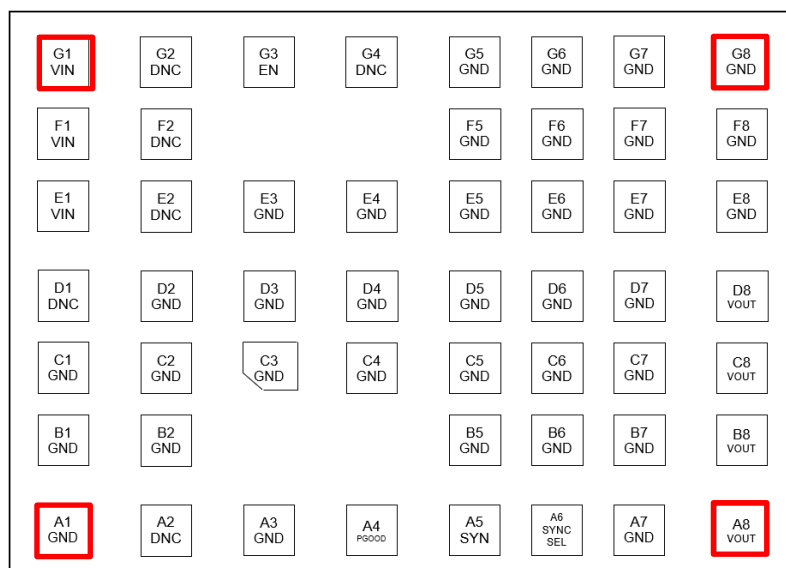 G1 G2 G3 G4 G5 G6 G7 G8
VIN DNC EN DNC GND GND GND GND
F1 F2 F5 F6 F7 F8
VIN DNC GND GND GND GND
E1 E2 E3 E4 E5 E6 E7 E8
VIN DNC GND GND GND GND GND GND
D1 D2 D3 D4 D5 D6 D7 D8
DNC GND GND GND GND GND GND VOUT
C1 C2 C3 C4 C5 C6 C7 C8
GND GND GND GND GND GND GND VOUT
B1 B2 B5 B6 B7 B8
GND GND GND GND GND VOUT
A1 A2 A3 A4 A5 A6 A7 A8
GND DNC GND PGOOD SYN SYNC GND VOUT
SEL